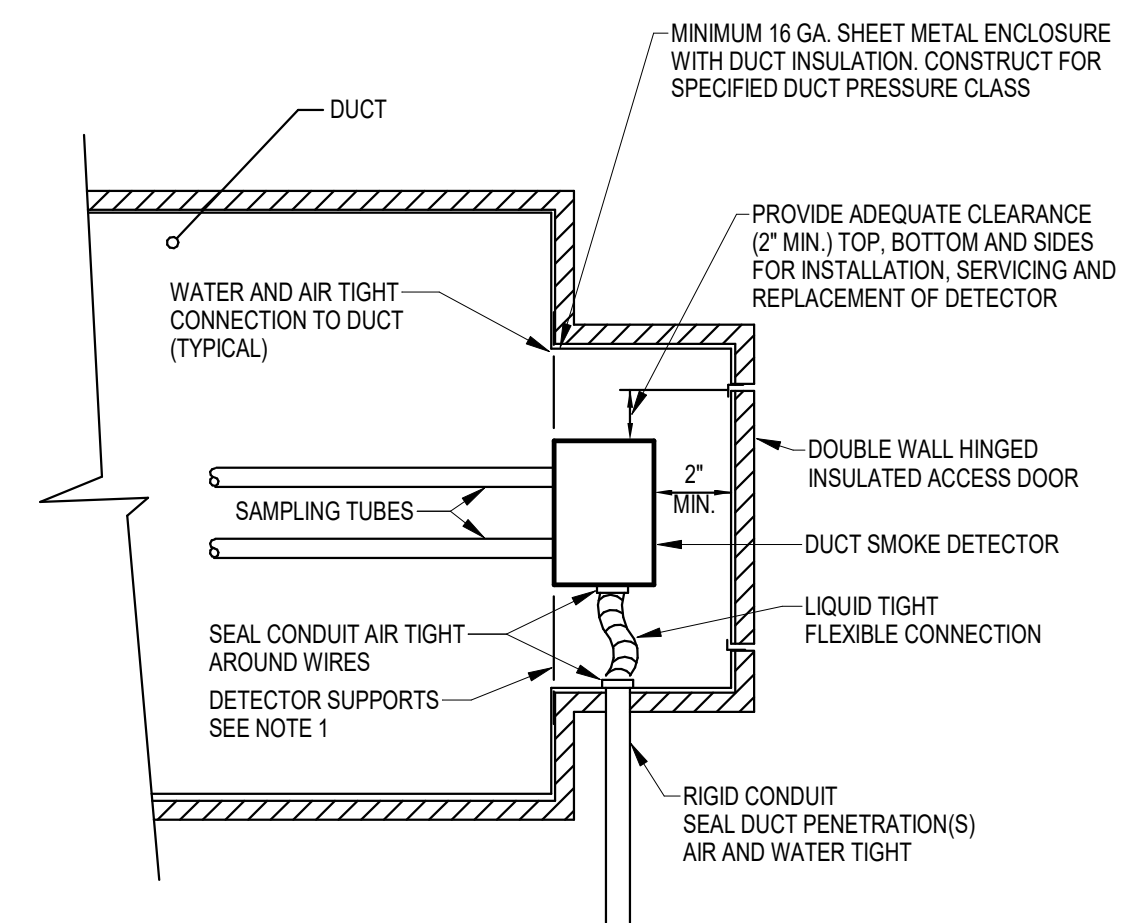 MINIMUM 16 GA. SHEET METAL ENCLOSURE
WITH DUCT INSULATION. CONSTRUCT FOR
SPECIFIED DUCT PRESSURE CLASS
DUCT
PROVIDE ADEQUATE CLEARANCE
(2" MIN.) TOP, BOTTOM AND SIDES
FOR INSTALLATION, SERVICING AND
REPLACEMENT OF DETECTOR
WATER AND AIR TIGHT
CONNECTION TO DUCT
(TYPICAL)
DOUBLE WALL HINGED
INSULATED ACCESS DOOR
2"
MIN.
SAMPLING TUBES
DUCT SMOKE DETECTOR
LIQUID TIGHT
FLEXIBLE CONNECTION
SEAL CONDUIT AIR TIGHT
AROUND WIRES
DETECTOR SUPPORTS
SEE NOTE 1
RIGID CONDUIT
SEAL DUCT PENETRATION(S)
AIR AND WATER TIGHT